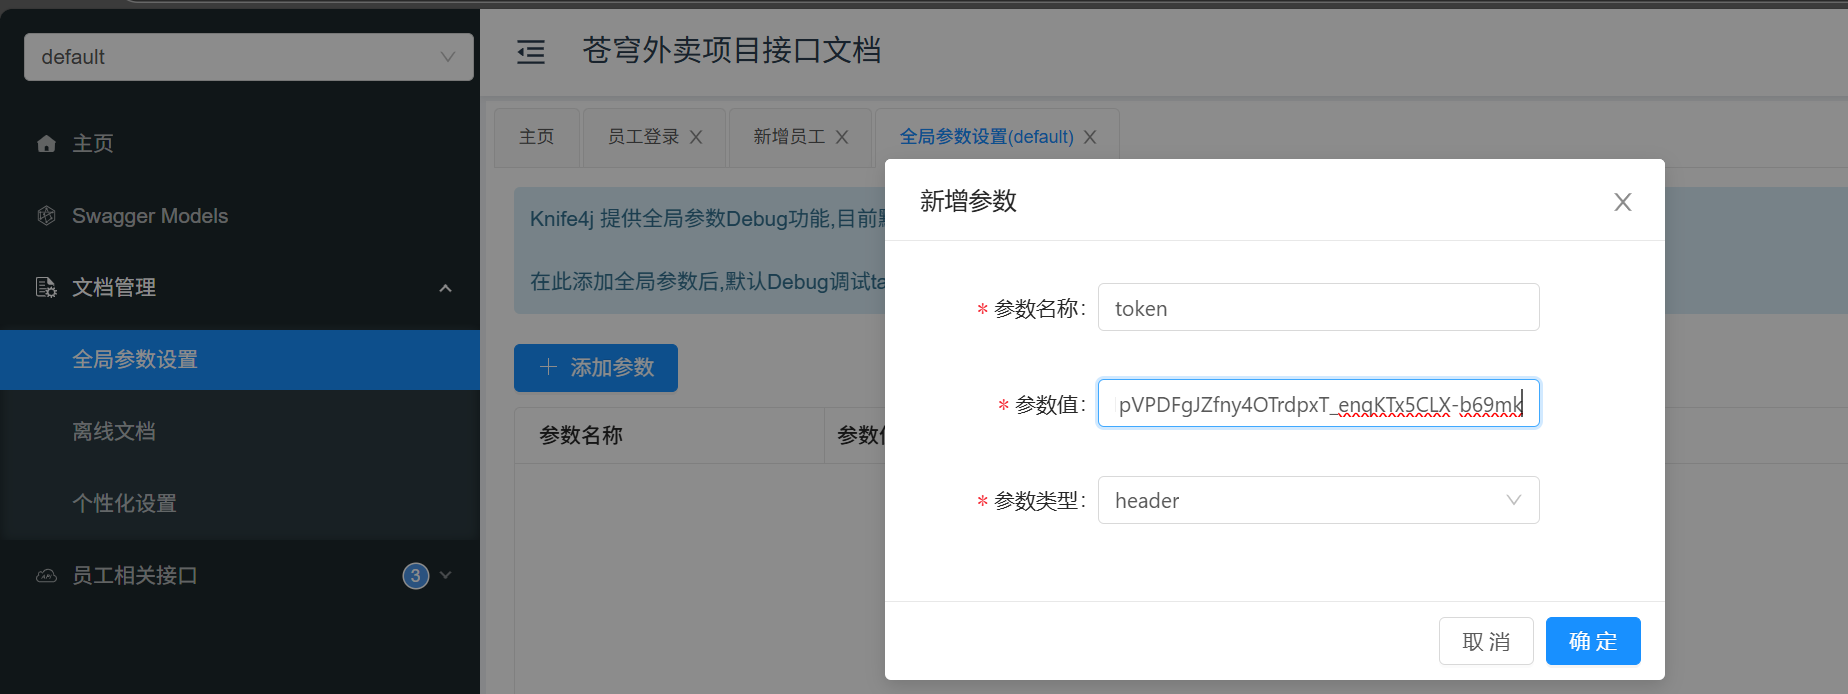 default
苍穹外卖项目接口文档
主页
Swagger Models
文档管理
全局参数设置
离线文档
个性化设置
员工相关接口
3
主页
员工登录
新增员工
全局参数设置(default)
Knife4j 提供全局参数Debug功能,目前
在此添加全局参数后,默认Debug调试ta
添加参数
参数名称
参数
新增参数
* 参数名称:
token
* 参数值:
pVPDFgJZfny4OTrdpxT_enqKTx5CLX-b69mk
* 参数类型:
header
取 消
确 定